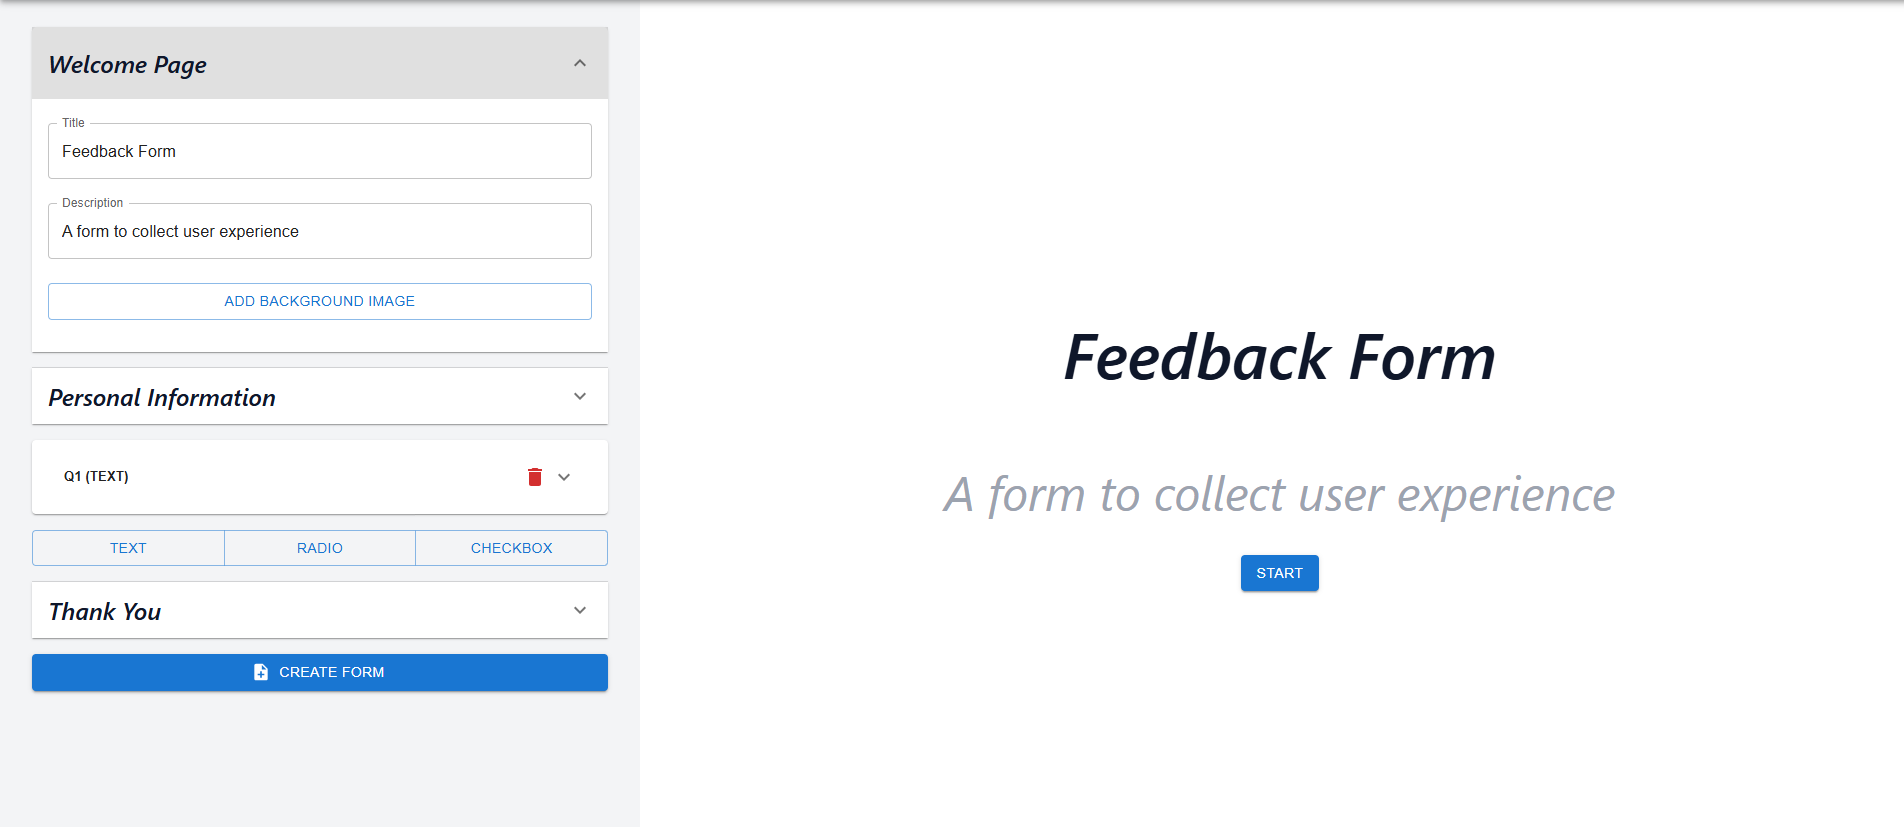 Welcome Page
Title
Feedback Form
Description
A form to collect user experience
ADD BACKGROUND IMAGE
Personal Information
Q1 (TEXT)
TEXT
RADIO
CHECKBOX
Thank You
CREATE FORM
Feedback Form
A form to collect user experience
START